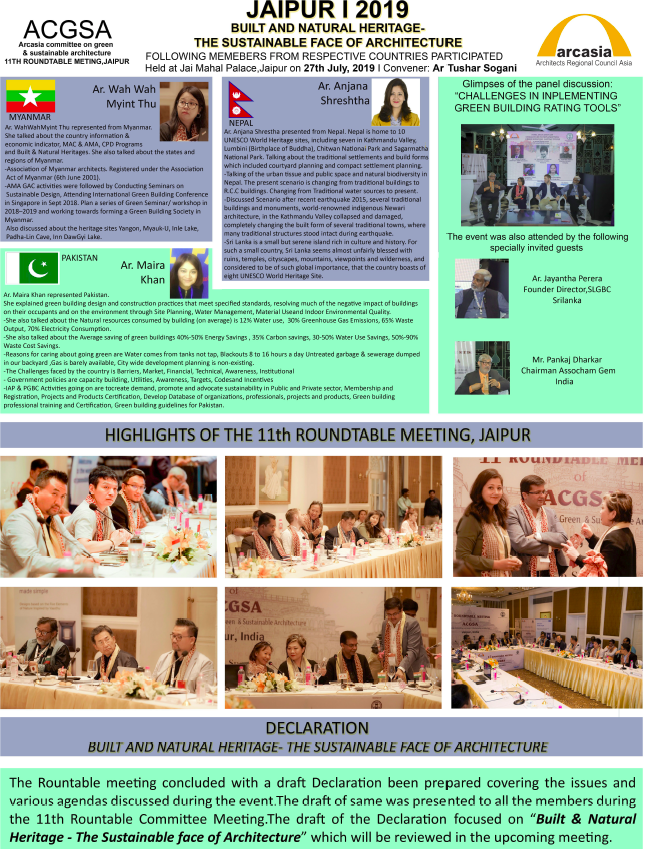 ACGSA
Arcasia committee on green
& sustainable architecture
11TH ROUNDTABLE METING,JAIPUR
JAIPUR I 2019
BUILT AND NATURAL HERITAGE-
THE SUSTAINABLE FACE OF ARCHITECTURE
FOLLOWING MEMEBERS FROM RESPECTIVE COUNTRIES PARTICIPATED
Held at Jai Mahal Palace,Jaipur on 27th July, 2019 I Convener: Ar Tushar Sogani
arcasia
Architects Regional Council Asia
MYANMAR
Ar. Wah Wah
Myint Thu
Ar. WahWahMyint Thu represented from Myanmar.
She talked about the country information &
economic indicator, MAC & AMA, CPD Programs
and Built & Natural Heritages. She also talked about the states and
regions of Myanmar.
-Association of Myanmar architects. Registered under the Association
Act of Myanmar (6th June 2001).
-AMA GAC activities were followed by Conducting Seminars on
Sustainable Design, Attending International Green Building Conference
in Singapore in Sept 2018. Plan a series of Green Seminar/ workshop in
2018–2019 and working towards forming a Green Building Society in
Myanmar.
Also discussed about the heritage sites Yangon, Myauk-U, Inle Lake,
Padha-Lin Cave, Inn DawGyi Lake.
NEPAL
Ar. Anjana
Shreshtha
Ar. Anjana Shrestha presented from Nepal. Nepal is home to 10
UNESCO World Heritage sites, including seven in Kathmandu Valley,
Lumbini (Birthplace of Buddha), Chitwan National Park and Sagarmatha
National Park. Talking about the traditional settlements and build forms
which included courtyard planning and compact settlement planning.
-Talking of the urban tissue and public space and natural biodiversity in
Nepal. The present scenario is changing from traditional buildings to
R.C.C buildings. Changing from Traditional water sources to present.
-Discussed Scenario after recent earthquake 2015, several traditional
buildings and monuments, world-renowned indigenous Newari
architecture, in the Kathmandu Valley collapsed and damaged,
completely changing the built form of several traditional towns, where
many traditional structures stood intact during earthquake.
-Sri Lanka is a small but serene island rich in culture and history. For
such a small country, Sri Lanka seems almost unfairly blessed with
ruins, temples, cityscapes, mountains, viewpoints and wilderness, and
considered to be of such global importance, that the country boasts of
eight UNESCO World Heritage Site.
Glimpses of the panel discussion:
“CHALLENGES IN INPLEMENTING
GREEN BUILDING RATING TOOLS”
The event was also attended by the following
specially invited guests
Ar. Jayantha Perera
Founder Director,SLGBC
Srilanka
Mr. Pankaj Dharkar
Chairman Assocham Gem
India
PAKISTAN
Ar. Maira
Khan
Ar. Maira Khan represented Pakistan.
She explained green building design and construction practices that meet specified standards, resolving much of the negative impact of buildings
on their occupants and on the environment through Site Planning, Water Management, Material Useand Indoor Environmental Quality.
-She also talked about the Natural resources consumed by building (on average) is 12% Water use, 30% Greenhouse Gas Emissions, 65% Waste
Output, 70% Electricity Consumption.
-She also talked about the Average saving of green buildings 40%-50% Energy Savings , 35% Carbon savings, 30-50% Water Use Savings, 50%-90%
Waste Cost Savings.
-Reasons for caring about going green are Water comes from tanks not tap, Blackouts 8 to 16 hours a day Untreated garbage & sewerage dumped
in our backyard ,Gas is barely available, City wide development planning is non-existing.
-The Challenges faced by the country is Barriers, Market, Financial, Technical, Awareness, Institutional
- Government policies are capacity building, Utilities, Awareness, Targets, Codesand Incentives
-IAP & PGBC Activities going on are tocreate demand, promote and advocate sustainability in Public and Private sector, Membership and
Registration, Projects and Products Certification, Develop Database of organizations, professionals, projects and products, Green building
professional training and Certification, Green building guidelines for Pakistan.
HIGHLIGHTS OF THE 11th ROUNDTABLE MEETING, JAIPUR
11 ROUNDTABLE ME
of
ACGSA
Green & Sustainable Ar
made simple
CGSA
Green & Sustainable Architecture
ur, India
ACGSA
DECLARATION
BUILT AND NATURAL HERITAGE- THE SUSTAINABLE FACE OF ARCHITECTURE
The Rountable meeting concluded with a draft Declaration been prepared covering the issues and
various agendas discussed during the event.The draft of same was presented to all the members during
the 11th Rountable Committee Meeting.The draft of the Declaration focused on “Built & Natural
Heritage - The Sustainable face of Architecture” which will be reviewed in the upcoming meeting.